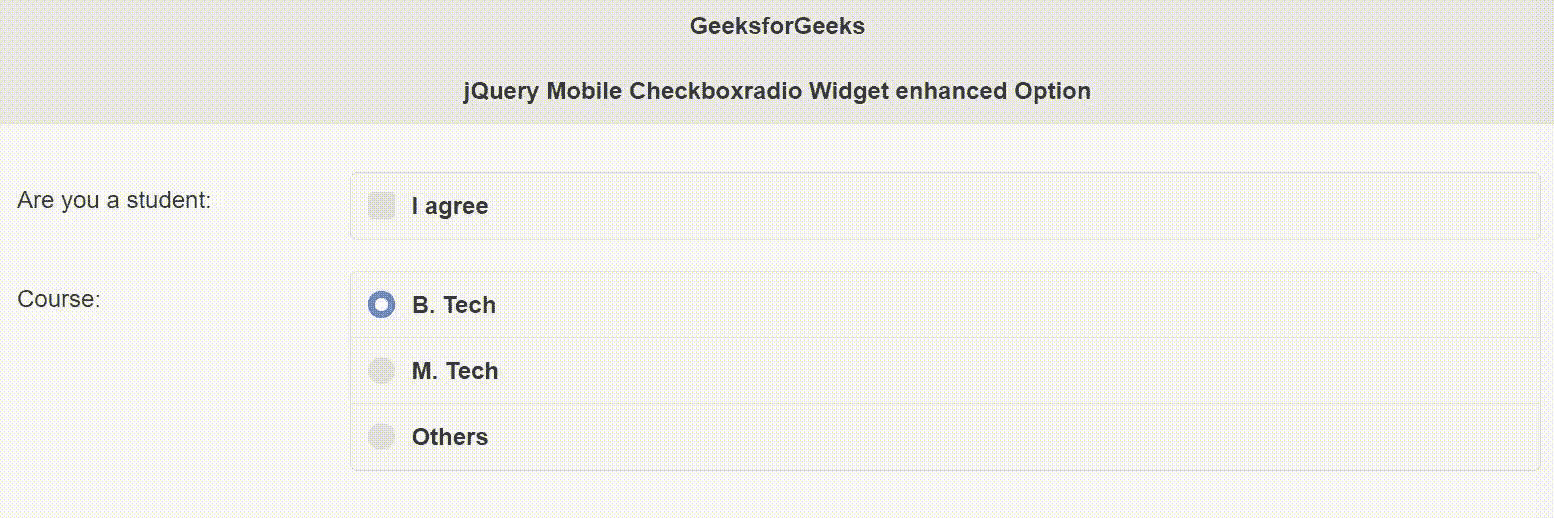 GeeksforGeeks
jQuery Mobile Checkboxradio Widget enhanced Option
Are you a student:
I agree
Course:
B. Tech
M. Tech
Others